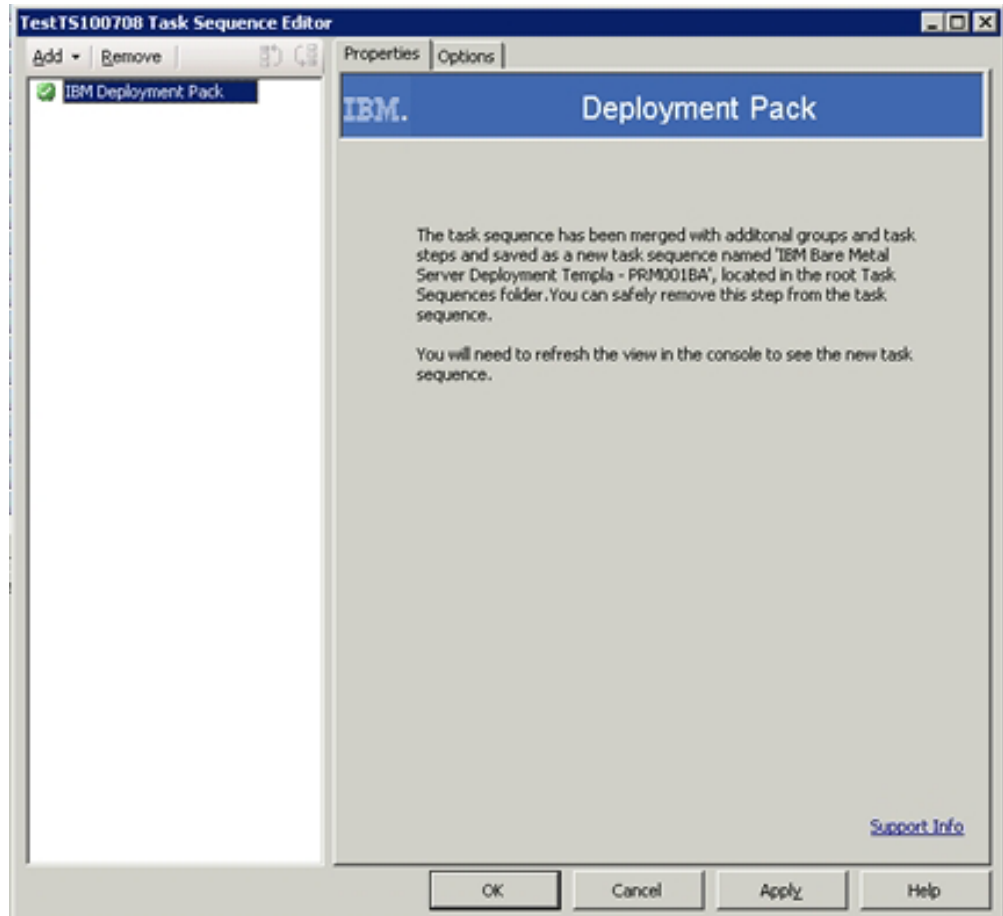 TestTS100708 Task Sequence Editor
Add Remove
Properties Options
IBM Deployment Pack
IBM. Deployment Pack
The task sequence has been merged with additonal groups and task
steps and saved as a new task sequence named 'IBM Bare Metal
Server Deployment Templa - PRM001BA', located in the root Task
Sequences folder.You can safely remove this step from the task
sequence.
You will need to refresh the view in the console to see the new task
sequence.
Support Info
OK Cancel Apply Help